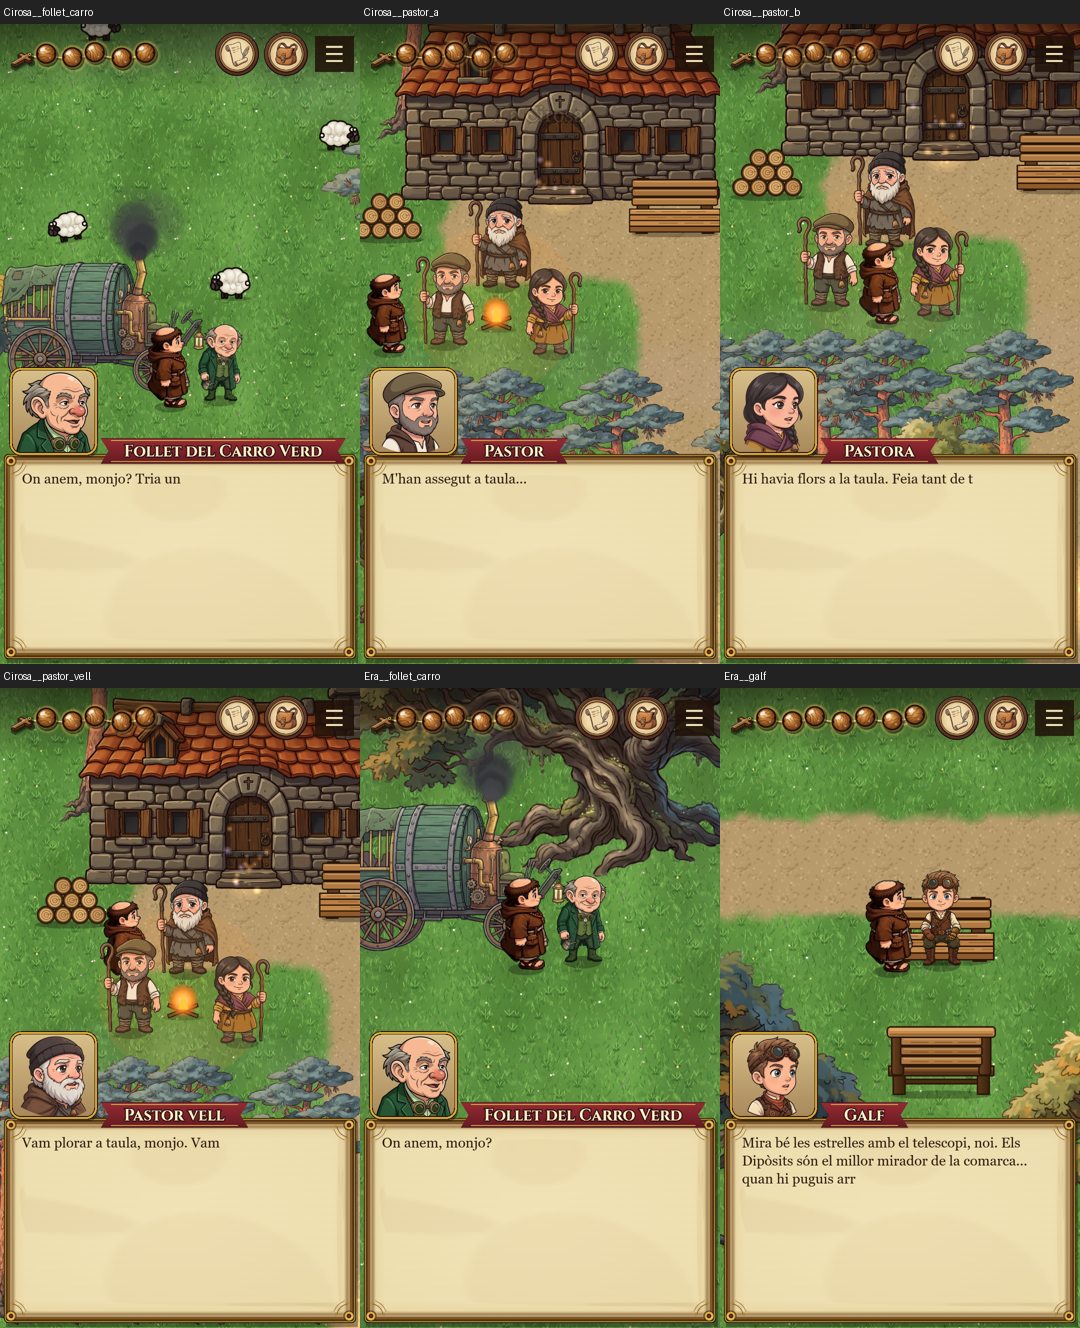 Cirosa__follet_carro
FOLLET DEL CARRO VERD
On anem, monjo? Tria un
Cirosa__pastor_a
PASTOR
M'han assegut a taula...
Cirosa__pastor_b
PASTORA
Hi havia flors a la taula. Feia tant de t
Cirosa__pastor_vell
PASTOR VELL
Vam plorar a taula, monjo. Vam
Era__follet_carro
FOLLET DEL CARRO VERD
On anem, monjo?
Era__galf
GALF
Mira bé les estrelles amb el telescopi, noi. Els
Dipòsits són el millor mirador de la comarca...
quan hi puguis arr